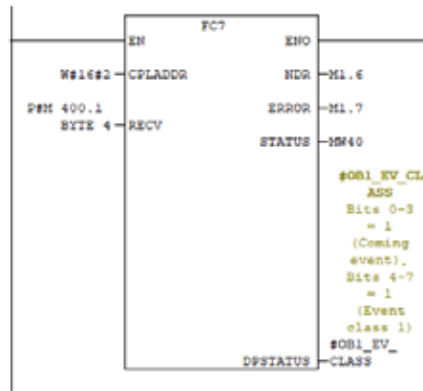 FC7
EN ENO
W#16#2 CPLADDR NDR M1.6
P#M 400.1 ERROR M1.7
BYTE 4 RECV
STATUS MW40
#OB1_EV_CL
ASS
Bits 0-3
= 1
(Coming
event),
Bits 4-7
= 1
(Event
class 1)
#OB1_EV_
DPSTATUS CLASS